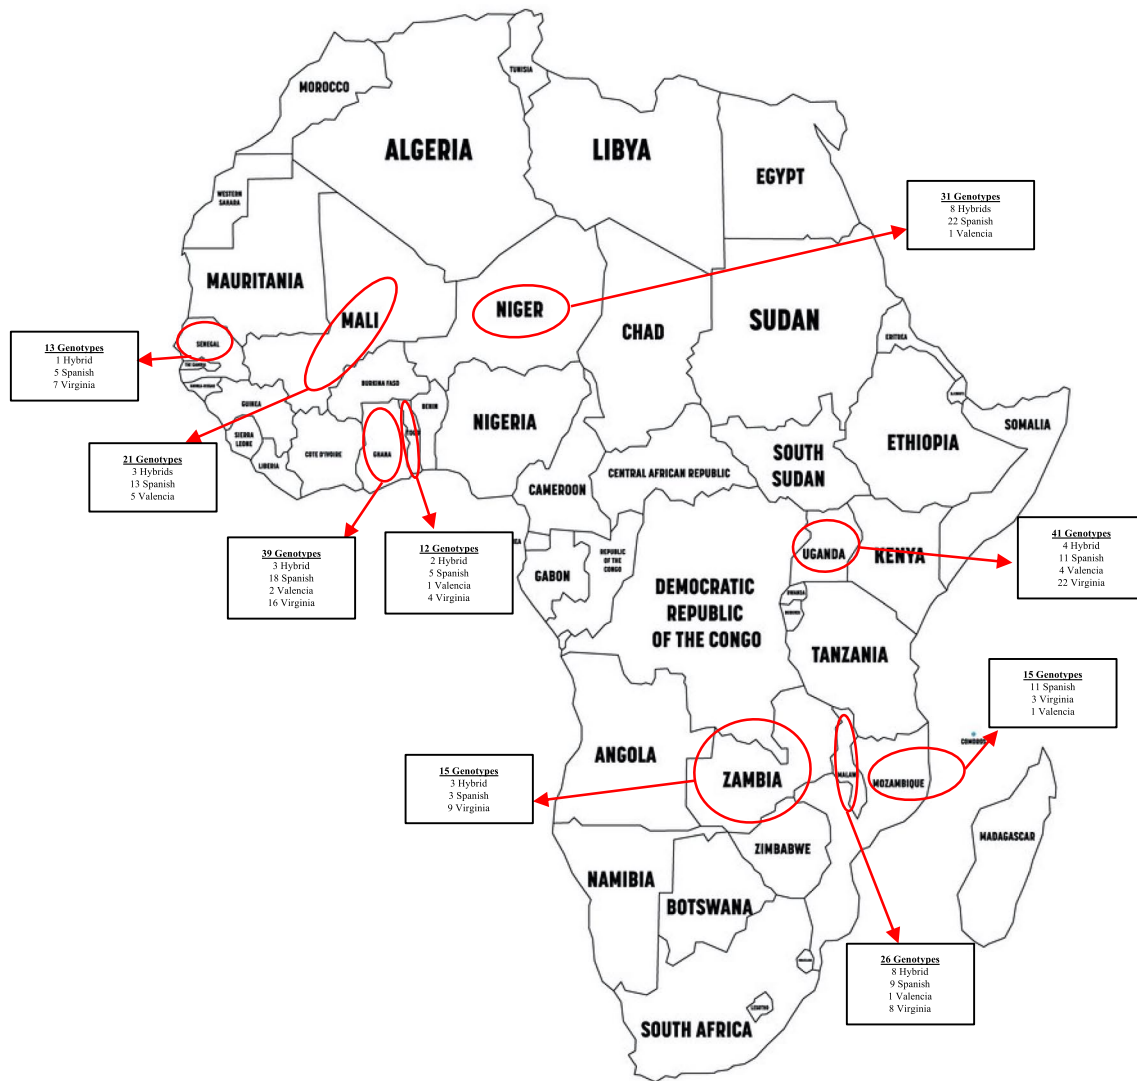 TUNISIA
MOROCCO
ALGERIA
LIBYA
EGYPT
WESTERN
SAHARA
31 Genotypes
8 Hybrids
22 Spanish
1 Valencia
MAURITANIA
MALI
NIGER
CHAD
SUDAN
ERITREA
13 Genotypes
1 Hybrid
5 Spanish
7 Virginia
SENEGAL
THE GAMBIA
GUINEA-BISSAU
GUINEA
SIERRA
LEONE
LIBERIA
COTE D'IVOIRE
BURKINA FASO
GHANA
TOGO
BENIN
NIGERIA
DJIBOUTI
SOMALIA
ETHIOPIA
SOUTH
SUDAN
CENTRAL AFRICAN REPUBLIC
CAMEROON
21 Genotypes
3 Hybrids
13 Spanish
5 Valencia
39 Genotypes
3 Hybrid
18 Spanish
2 Valencia
16 Virginia
12 Genotypes
2 Hybrid
5 Spanish
1 Valencia
4 Virginia
GABON
REPUBLIC
OF THE
CONGO
DEMOCRATIC
REPUBLIC
OF THE CONGO
UGANDA
KENYA
41 Genotypes
4 Hybrid
11 Spanish
4 Valencia
22 Virginia
RWANDA
BURUNDI
TANZANIA
15 Genotypes
11 Spanish
3 Virginia
1 Valencia
COMOROS
ANGOLA
ZAMBIA
MALAWI
MOZAMBIQUE
15 Genotypes
3 Hybrid
3 Spanish
9 Virginia
ZIMBABWE
MADAGASCAR
NAMIBIA
BOTSWANA
26 Genotypes
8 Hybrid
9 Spanish
1 Valencia
8 Virginia
LESOTHO
SOUTH AFRICA